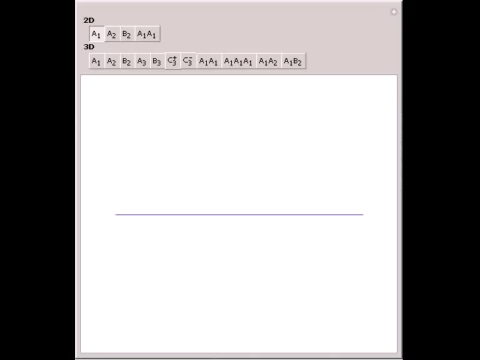 2D
A₁ A₂ B₂ A₁A₁
3D
A₁ A₂ B₂ A₃ B₃ C₃⁺ C₃⁻ A₁A₁ A₁A₁A₁ A₁A₂ A₁B₂